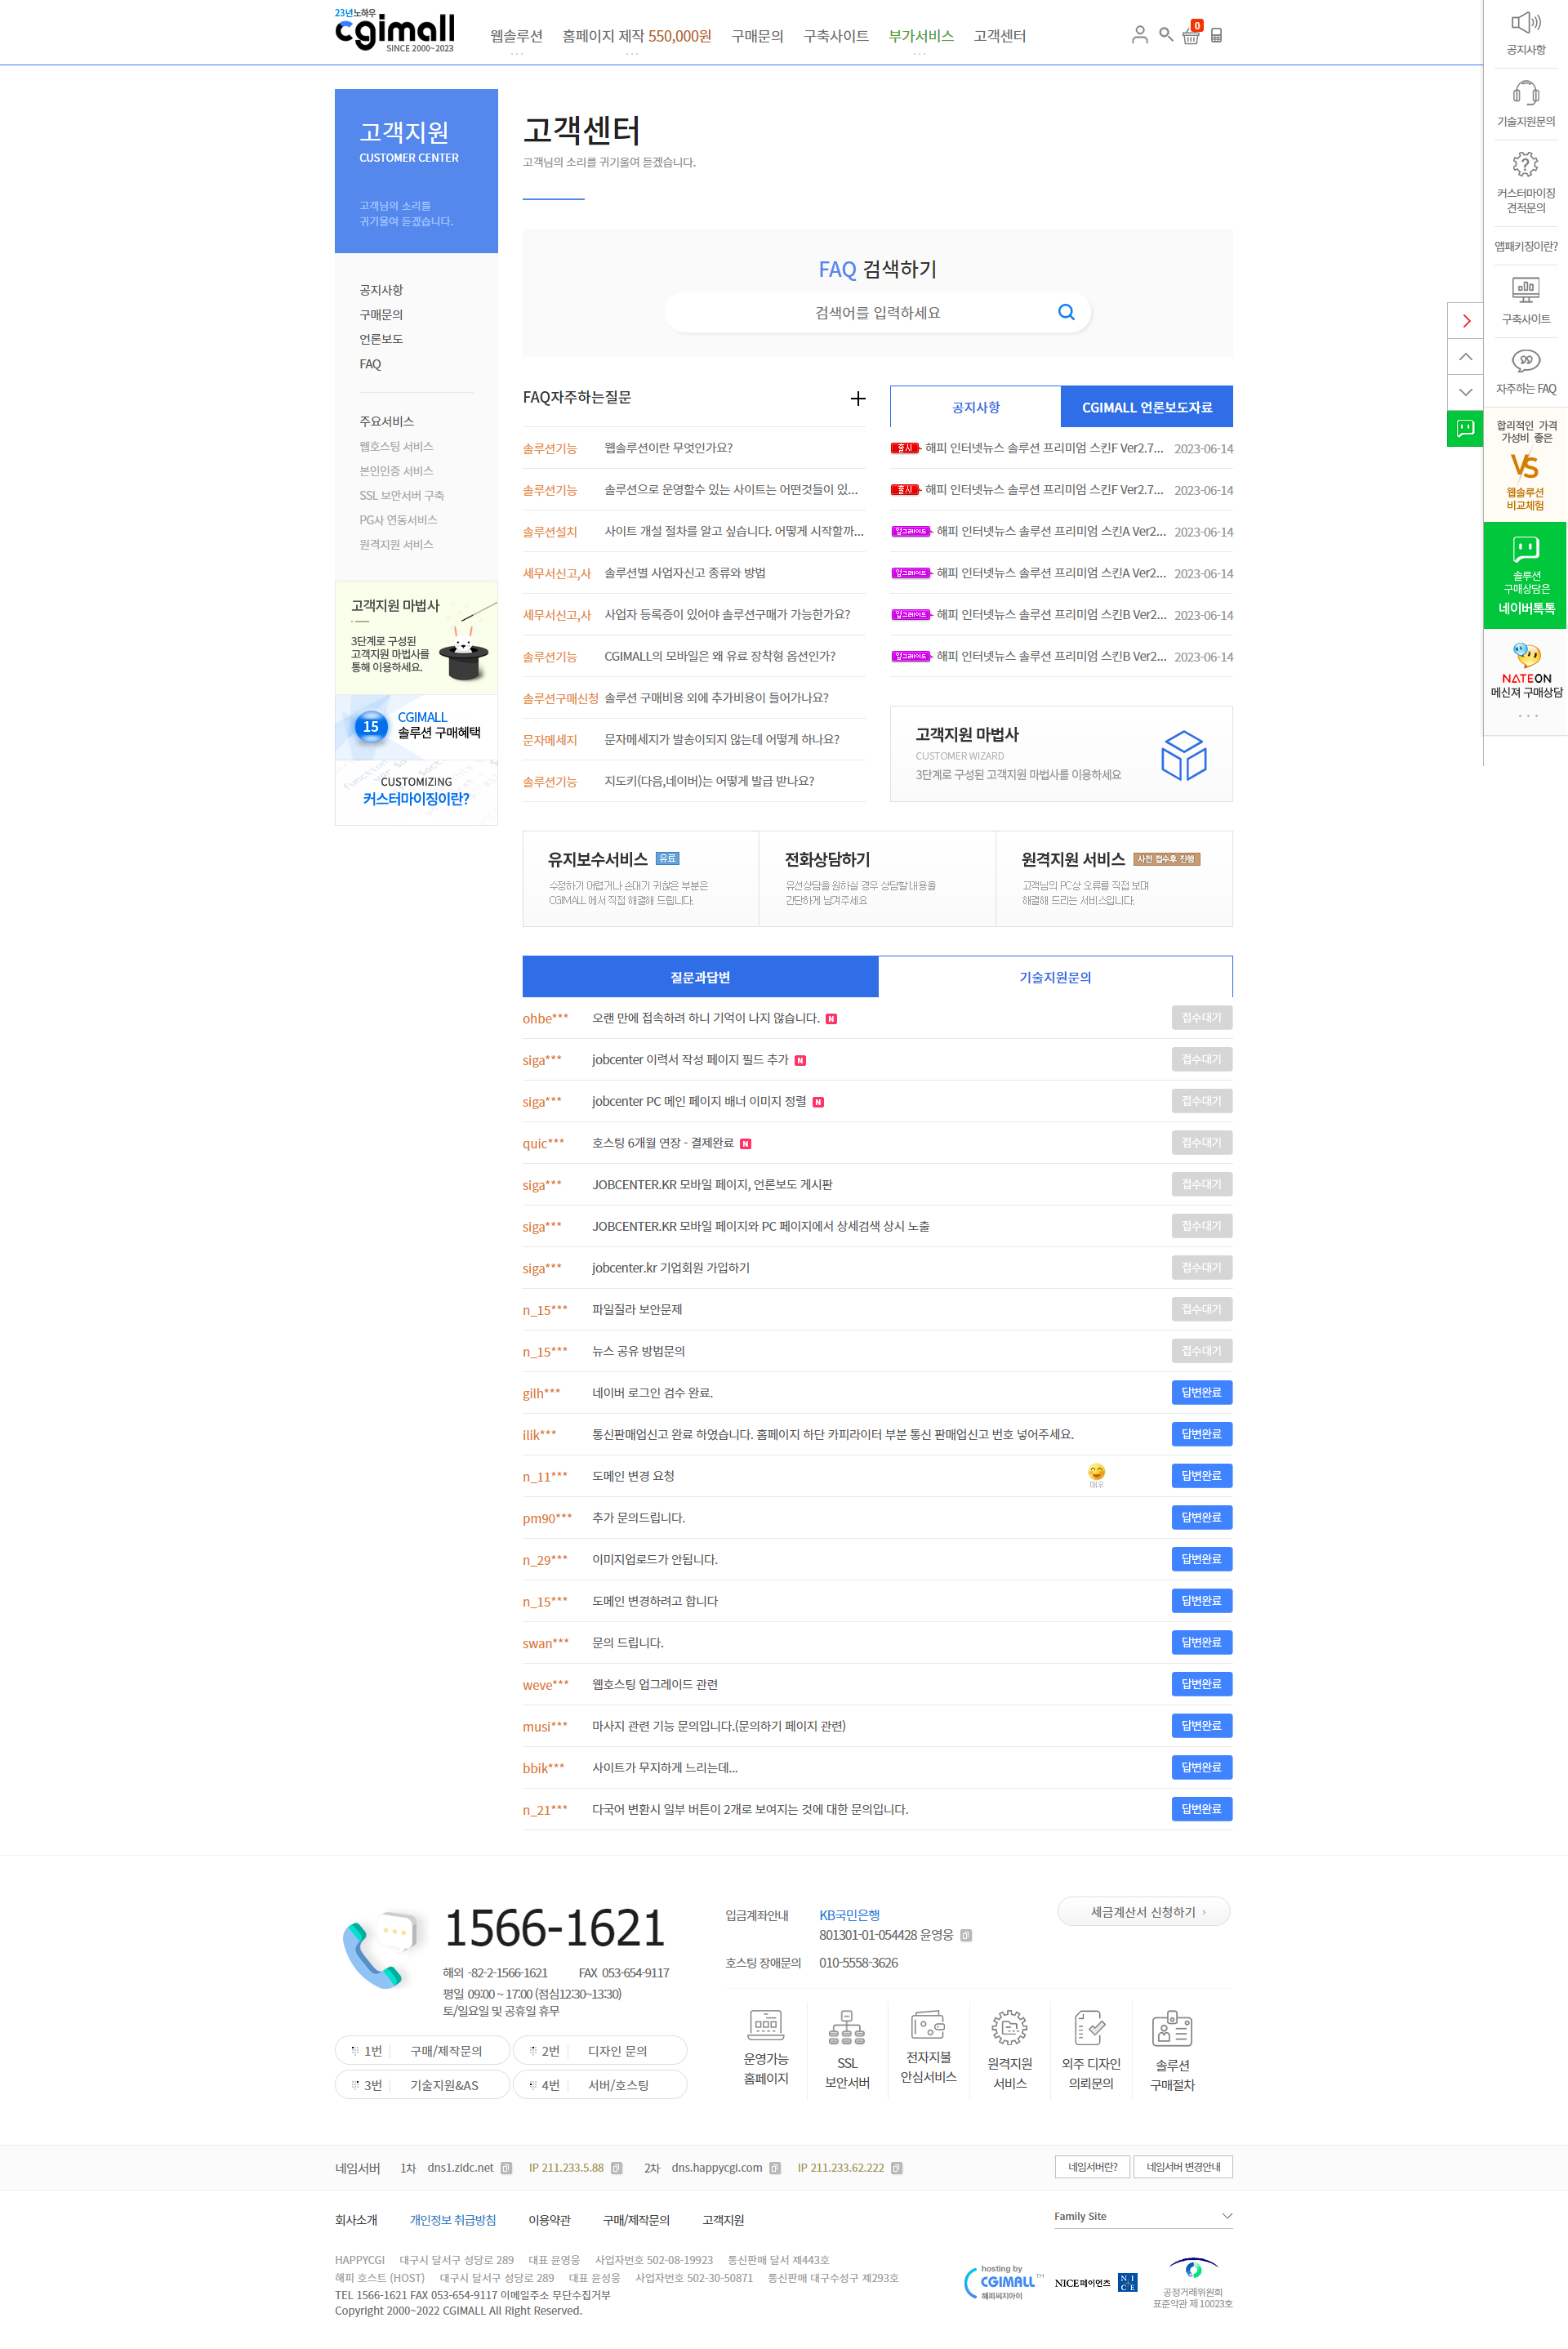 23년노하우
cgimall
SINCE 2000~2023
웹솔루션 홈페이지 제작 550,000원 구매문의 구축사이트 부가서비스 고객센터
0
고객지원
CUSTOMER CENTER
고객님의 소리를
귀기울여 듣겠습니다.
공지사항
구매문의
언론보도
FAQ
주요서비스
웹호스팅 서비스
본인인증 서비스
SSL 보안서버 구축
PG사 연동서비스
원격지원 서비스
고객지원 마법사
3단계로 구성된
고객지원 마법사를
통해 이용하세요.
15
CGIMALL
솔루션 구매혜택
CUSTOMIZING
커스터마이징이란?
고객센터
고객님의 소리를 귀기울여 듣겠습니다.
FAQ 검색하기
검색어를 입력하세요
FAQ자주하는질문
솔루션기능 웹솔루션이란 무엇인가요?
솔루션기능 솔루션으로 운영할수 있는 사이트는 어떤것들이 있...
솔루션설치 사이트 개설 절차를 알고 싶습니다. 어떻게 시작할까...
세무서신고,사 솔루션별 사업자신고 종류와 방법
세무서신고,사 사업자 등록증이 있어야 솔루션구매가 가능한가요?
솔루션기능 CGIMALL의 모바일은 왜 유료 장착형 옵션인가?
솔루션구매신청 솔루션 구매비용 외에 추가비용이 들어가나요?
문자메세지 문자메세지가 발송이되지 않는데 어떻게 하나요?
솔루션기능 지도키(다음,네이버)는 어떻게 발급 받나요?
공지사항 CGIMALL 언론보도자료
출시 해피 인터넷뉴스 솔루션 프리미엄 스킨F Ver2.7... 2023-06-14
출시 해피 인터넷뉴스 솔루션 프리미엄 스킨F Ver2.7... 2023-06-14
업그레이드 해피 인터넷뉴스 솔루션 프리미엄 스킨A Ver2... 2023-06-14
업그레이드 해피 인터넷뉴스 솔루션 프리미엄 스킨A Ver2... 2023-06-14
업그레이드 해피 인터넷뉴스 솔루션 프리미엄 스킨B Ver2... 2023-06-14
업그레이드 해피 인터넷뉴스 솔루션 프리미엄 스킨B Ver2... 2023-06-14
고객지원 마법사
CUSTOMER WIZARD
3단계로 구성된 고객지원 마법사를 이용하세요
유지보수서비스 유료
수정하기 어렵거나 손대기 귀찮은 부분은
CGIMALL 에서 직접 해결해 드립니다.
전화상담하기
유선상담을 원하실 경우 상담할 내용을
간단하게 남겨주세요
원격지원 서비스 사전 접수후 진행
고객님의 PC상 오류를 직접 보며
해결해 드리는 서비스입니다.
질문과답변 기술지원문의
ohbe*** 오랜 만에 접속하려 하니 기억이 나지 않습니다. N 접수대기
siga*** jobcenter 이력서 작성 페이지 필드 추가 N 접수대기
siga*** jobcenter PC 메인 페이지 배너 이미지 정렬 N 접수대기
quic*** 호스팅 6개월 연장 - 결제완료 N 접수대기
siga*** JOBCENTER.KR 모바일 페이지, 언론보도 게시판 접수대기
siga*** JOBCENTER.KR 모바일 페이지와 PC 페이지에서 상세검색 상시 노출 접수대기
siga*** jobcenter.kr 기업회원 가입하기 접수대기
n_15*** 파일질라 보안문제 접수대기
n_15*** 뉴스 공유 방법문의 접수대기
gilh*** 네이버 로그인 검수 완료. 답변완료
ilik*** 통신판매업신고 완료 하였습니다. 홈페이지 하단 카피라이터 부분 통신 판매업신고 번호 넣어주세요. 답변완료
n_11*** 도메인 변경 요청 매우 답변완료
pm90*** 추가 문의드립니다. 답변완료
n_29*** 이미지업로드가 안됩니다. 답변완료
n_15*** 도메인 변경하려고 합니다 답변완료
swan*** 문의 드립니다. 답변완료
weve*** 웹호스팅 업그레이드 관련 답변완료
musi*** 마사지 관련 기능 문의입니다.(문의하기 페이지 관련) 답변완료
bbik*** 사이트가 무지하게 느리는데... 답변완료
n_21*** 다국어 변환시 일부 버튼이 2개로 보여지는 것에 대한 문의입니다. 답변완료
공지사항
기술지원문의
커스터마이징
견적문의
앱패키징이란?
구축사이트
자주하는 FAQ
합리적인 가격
가성비 좋은
VS
웹솔루션
비교체험
솔루션
구매상담은
네이버톡톡
NATEON
메신져 구매상담
1566-1621
해외 -82-2-1566-1621 FAX 053-654-9117
평일 09:00 ~ 17:00 (점심12:30~13:30)
토/일요일 및 공휴일 휴무
1번 구매/제작문의
2번 디자인 문의
3번 기술지원&AS
4번 서버/호스팅
입금계좌안내 KB국민은행
801301-01-054428 윤영웅
호스팅 장애문의 010-5558-3626
세금계산서 신청하기 ›
운영가능
홈페이지
SSL
보안서버
전자지불
안심서비스
원격지원
서비스
외주 디자인
의뢰문의
솔루션
구매절차
네임서버 1차 dns1.zidc.net IP 211.233.5.88 2차 dns.happycgi.com IP 211.233.62.222
네임서버란? 네임서버 변경안내
회사소개 개인정보 취급방침 이용약관 구매/제작문의 고객지원
Family Site
HAPPYCGI 대구시 달서구 성당로 289 대표 윤영웅 사업자번호 502-08-19923 통신판매 달서 제443호
해피 호스트 (HOST) 대구시 달서구 성당로 289 대표 윤성웅 사업자번호 502-30-50871 통신판매 대구수성구 제293호
TEL 1566-1621 FAX 053-654-9117 이메일주소 무단수집거부
Copyright 2000~2022 CGIMALL All Right Reserved.
hosting by
CGIMALL TM
해피씨지아이
NICE페이먼츠
NICE
공정거래위원회
표준약관 제 10023호